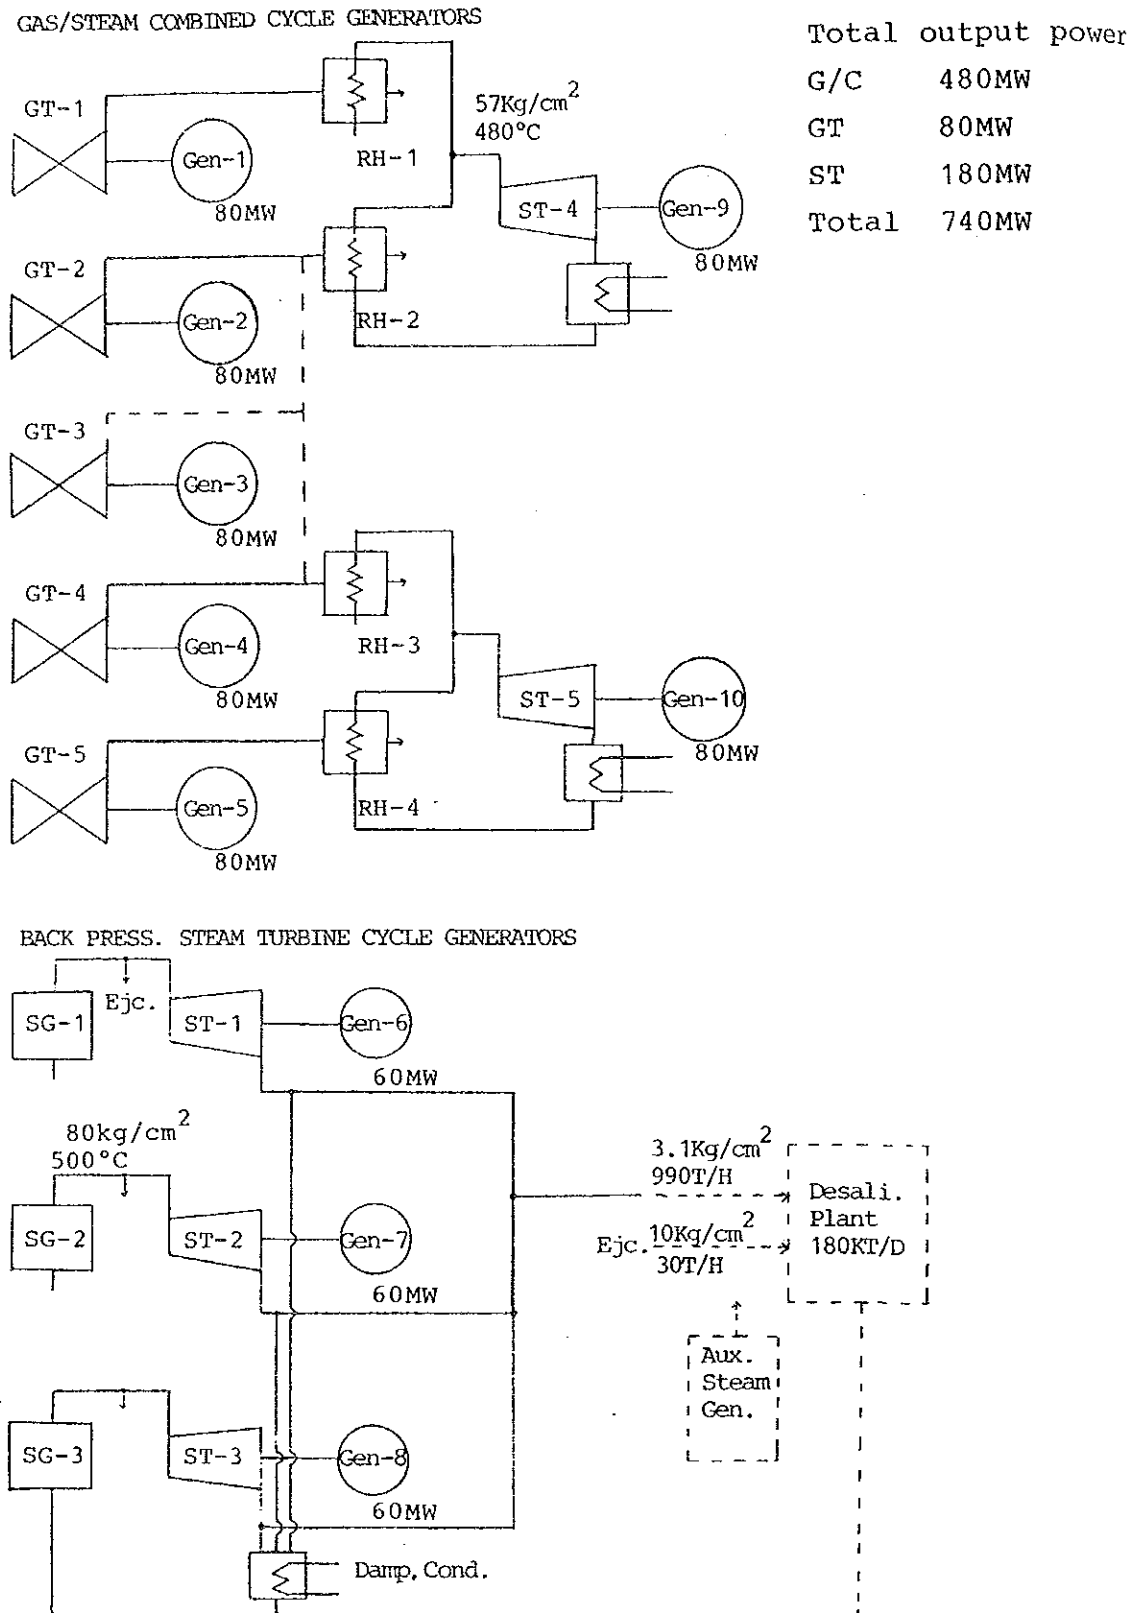 GAS/STEAM COMBINED CYCLE GENERATORS
Total output power
G/C 480MW
GT 80MW
ST 180MW
Total 740MW
GT-1
Gen-1
80MW
RH-1
57Kg/cm2
480°C
ST-4
Gen-9
80MW
GT-2
Gen-2
80MW
RH-2
GT-3
Gen-3
80MW
GT-4
Gen-4
80MW
RH-3
ST-5
Gen-10
80MW
GT-5
Gen-5
80MW
RH-4
BACK PRESS. STEAM TURBINE CYCLE GENERATORS
SG-1
Ejc.
ST-1
Gen-6
60MW
80kg/cm2
500°C
SG-2
ST-2
Gen-7
60MW
3.1Kg/cm2
990T/H
Ejc. 10Kg/cm2
30T/H
Desali.
Plant
180KT/D
Aux.
Steam
Gen.
SG-3
ST-3
Gen-8
60MW
Damp.Cond.